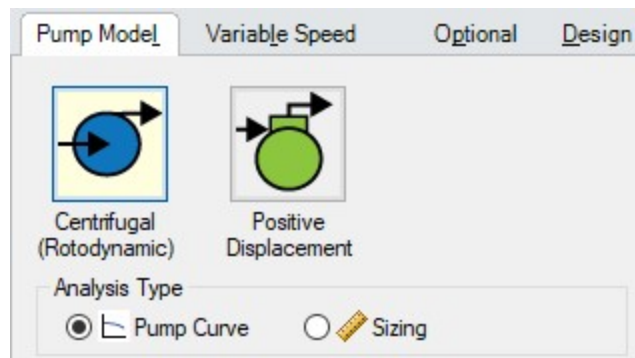 Pump Model Variable Speed Optional Design
Centrifugal Positive
(Rotodynamic) Displacement
Analysis Type
Pump Curve Sizing